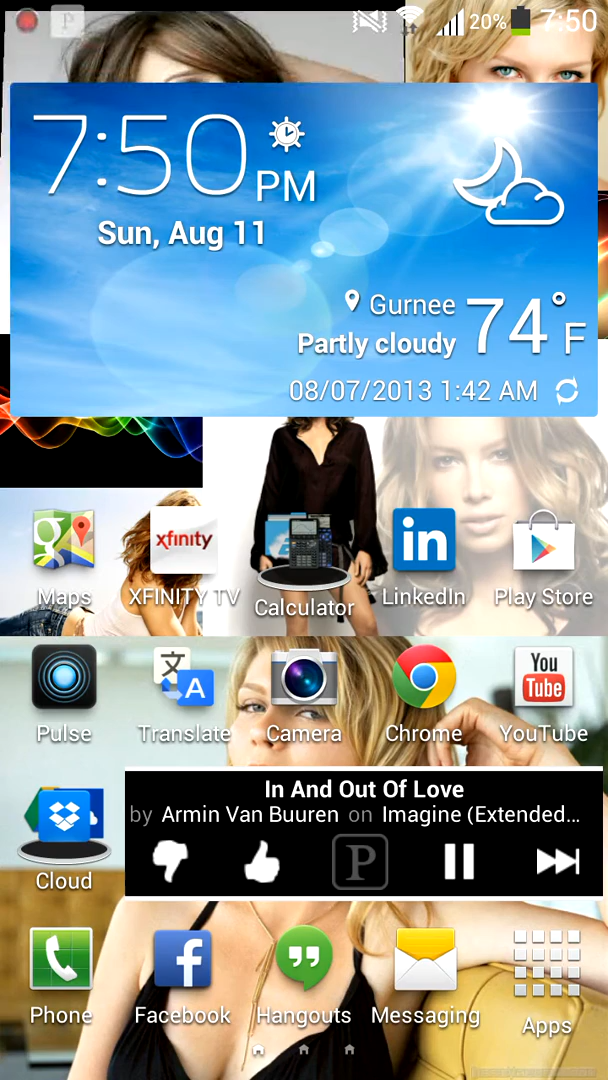 20% 7:50
7:50 PM
Sun, Aug 11
Gurnee
Partly cloudy
74°F
08/07/2013 1:42 AM
xfinity
in
Maps
XFINITY TV
Calculator
LinkedIn
Play Store
文
A
You
Tube
Pulse
Translate
Camera
Chrome
YouTube
In And Out Of Love
by Armin Van Buuren on Imagine (Extended...
P
Cloud
f
Phone
Facebook
Hangouts
Messaging
Apps